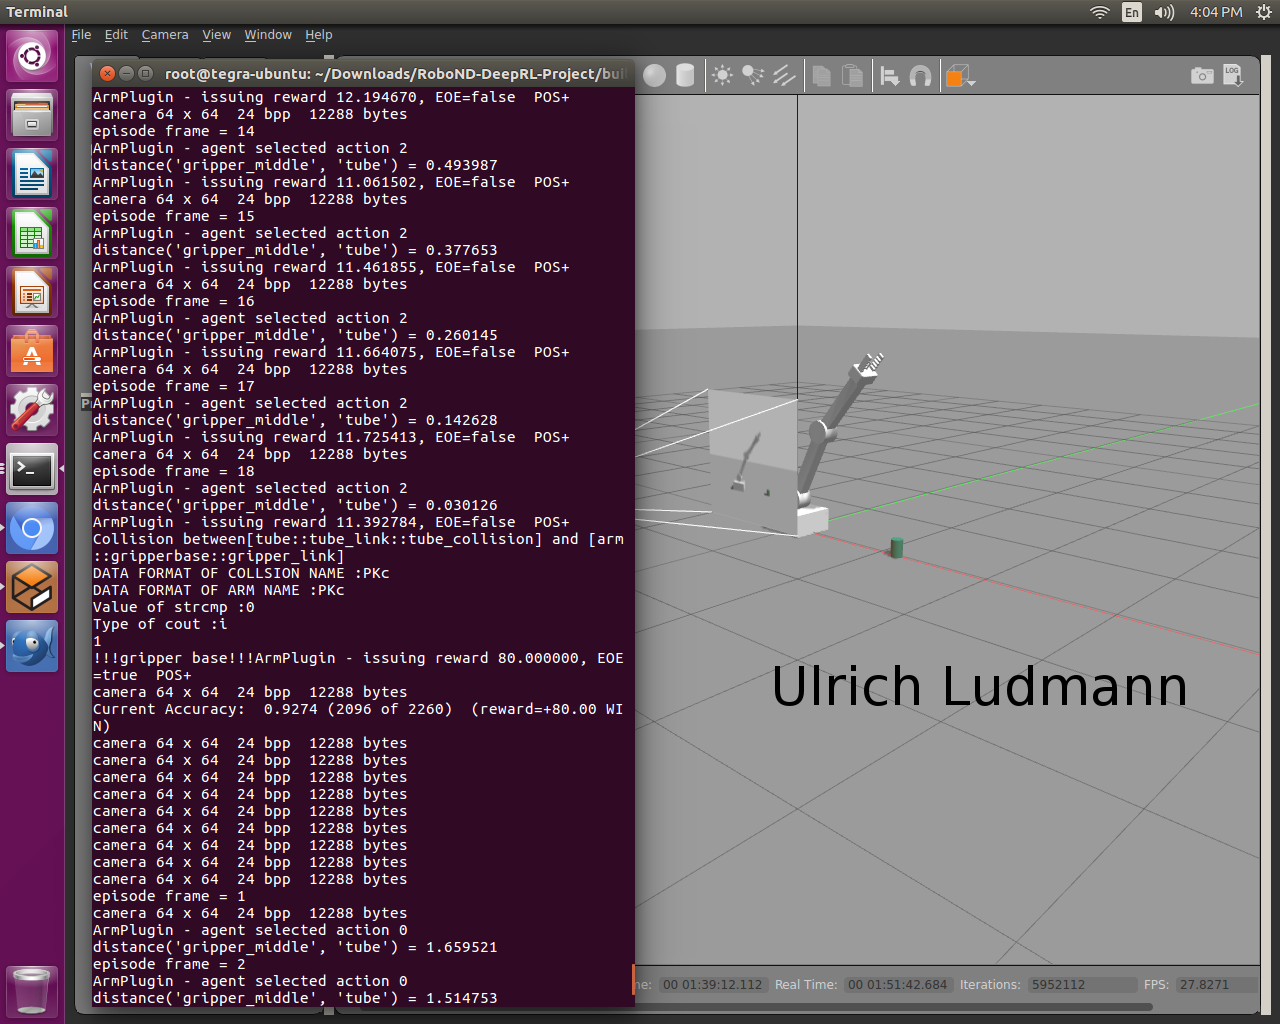 Terminal
En
4:04 PM
File Edit Camera View Window Help
root@tegra-ubuntu: ~/Downloads/RoboND-DeepRL-Project/bui
LOG
ArmPlugin - issuing reward 12.194670, EOE=false  POS+
camera 64 x 64  24 bpp  12288 bytes
episode frame = 14
ArmPlugin - agent selected action 2
distance('gripper_middle', 'tube') = 0.493987
ArmPlugin - issuing reward 11.061502, EOE=false  POS+
camera 64 x 64  24 bpp  12288 bytes
episode frame = 15
ArmPlugin - agent selected action 2
distance('gripper_middle', 'tube') = 0.377653
ArmPlugin - issuing reward 11.461855, EOE=false  POS+
camera 64 x 64  24 bpp  12288 bytes
episode frame = 16
ArmPlugin - agent selected action 2
distance('gripper_middle', 'tube') = 0.260145
ArmPlugin - issuing reward 11.664075, EOE=false  POS+
camera 64 x 64  24 bpp  12288 bytes
episode frame = 17
ArmPlugin - agent selected action 2
distance('gripper_middle', 'tube') = 0.142628
ArmPlugin - issuing reward 11.725413, EOE=false  POS+
camera 64 x 64  24 bpp  12288 bytes
episode frame = 18
ArmPlugin - agent selected action 2
distance('gripper_middle', 'tube') = 0.030126
ArmPlugin - issuing reward 11.392784, EOE=false  POS+
Collision between[tube::tube_link::tube_collision] and [arm
::gripperbase::gripper_link]
DATA FORMAT OF COLLSION NAME :PKc
DATA FORMAT OF ARM NAME :PKc
Value of strcmp :0
Type of cout :i
1
!!!gripper base!!!ArmPlugin - issuing reward 80.000000, EOE
=true  POS+
camera 64 x 64  24 bpp  12288 bytes
Current Accuracy:  0.9274 (2096 of 2260)  (reward=+80.00 WI
N)
camera 64 x 64  24 bpp  12288 bytes
camera 64 x 64  24 bpp  12288 bytes
camera 64 x 64  24 bpp  12288 bytes
camera 64 x 64  24 bpp  12288 bytes
camera 64 x 64  24 bpp  12288 bytes
camera 64 x 64  24 bpp  12288 bytes
camera 64 x 64  24 bpp  12288 bytes
camera 64 x 64  24 bpp  12288 bytes
camera 64 x 64  24 bpp  12288 bytes
episode frame = 1
camera 64 x 64  24 bpp  12288 bytes
ArmPlugin - agent selected action 0
distance('gripper_middle', 'tube') = 1.659521
episode frame = 2
ArmPlugin - agent selected action 0
distance('gripper_middle', 'tube') = 1.514753
Ulrich Ludmann
ne: 00 01:39:12.112 Real Time: 00 01:51:42.684 Iterations: 5952112 FPS: 27.8271